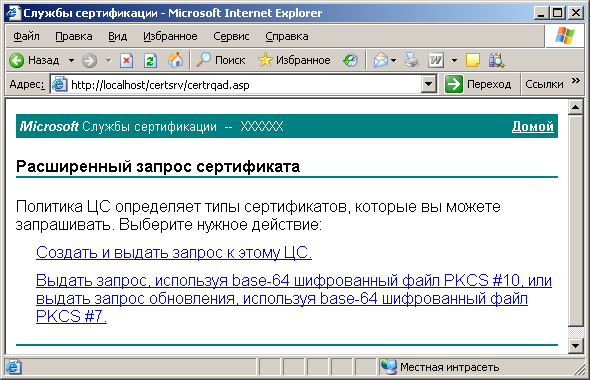 Службы сертификации - Microsoft Internet Explorer
Файл Правка Вид Избранное Сервис Справка
Назад Поиск Избранное W
Адрес: http://localhost/certsrv/certrqad.asp Переход Ссылки »
Microsoft Службы сертификации -- XXXXXX Домой
Расширенный запрос сертификата
Политика ЦС определяет типы сертификатов, которые вы можете
запрашивать. Выберите нужное действие:
Создать и выдать запрос к этому ЦС.
Выдать запрос, используя base-64 шифрованный файл PKCS #10, или
выдать запрос обновления, используя base-64 шифрованный файл
PKCS #7.
Местная интрасеть